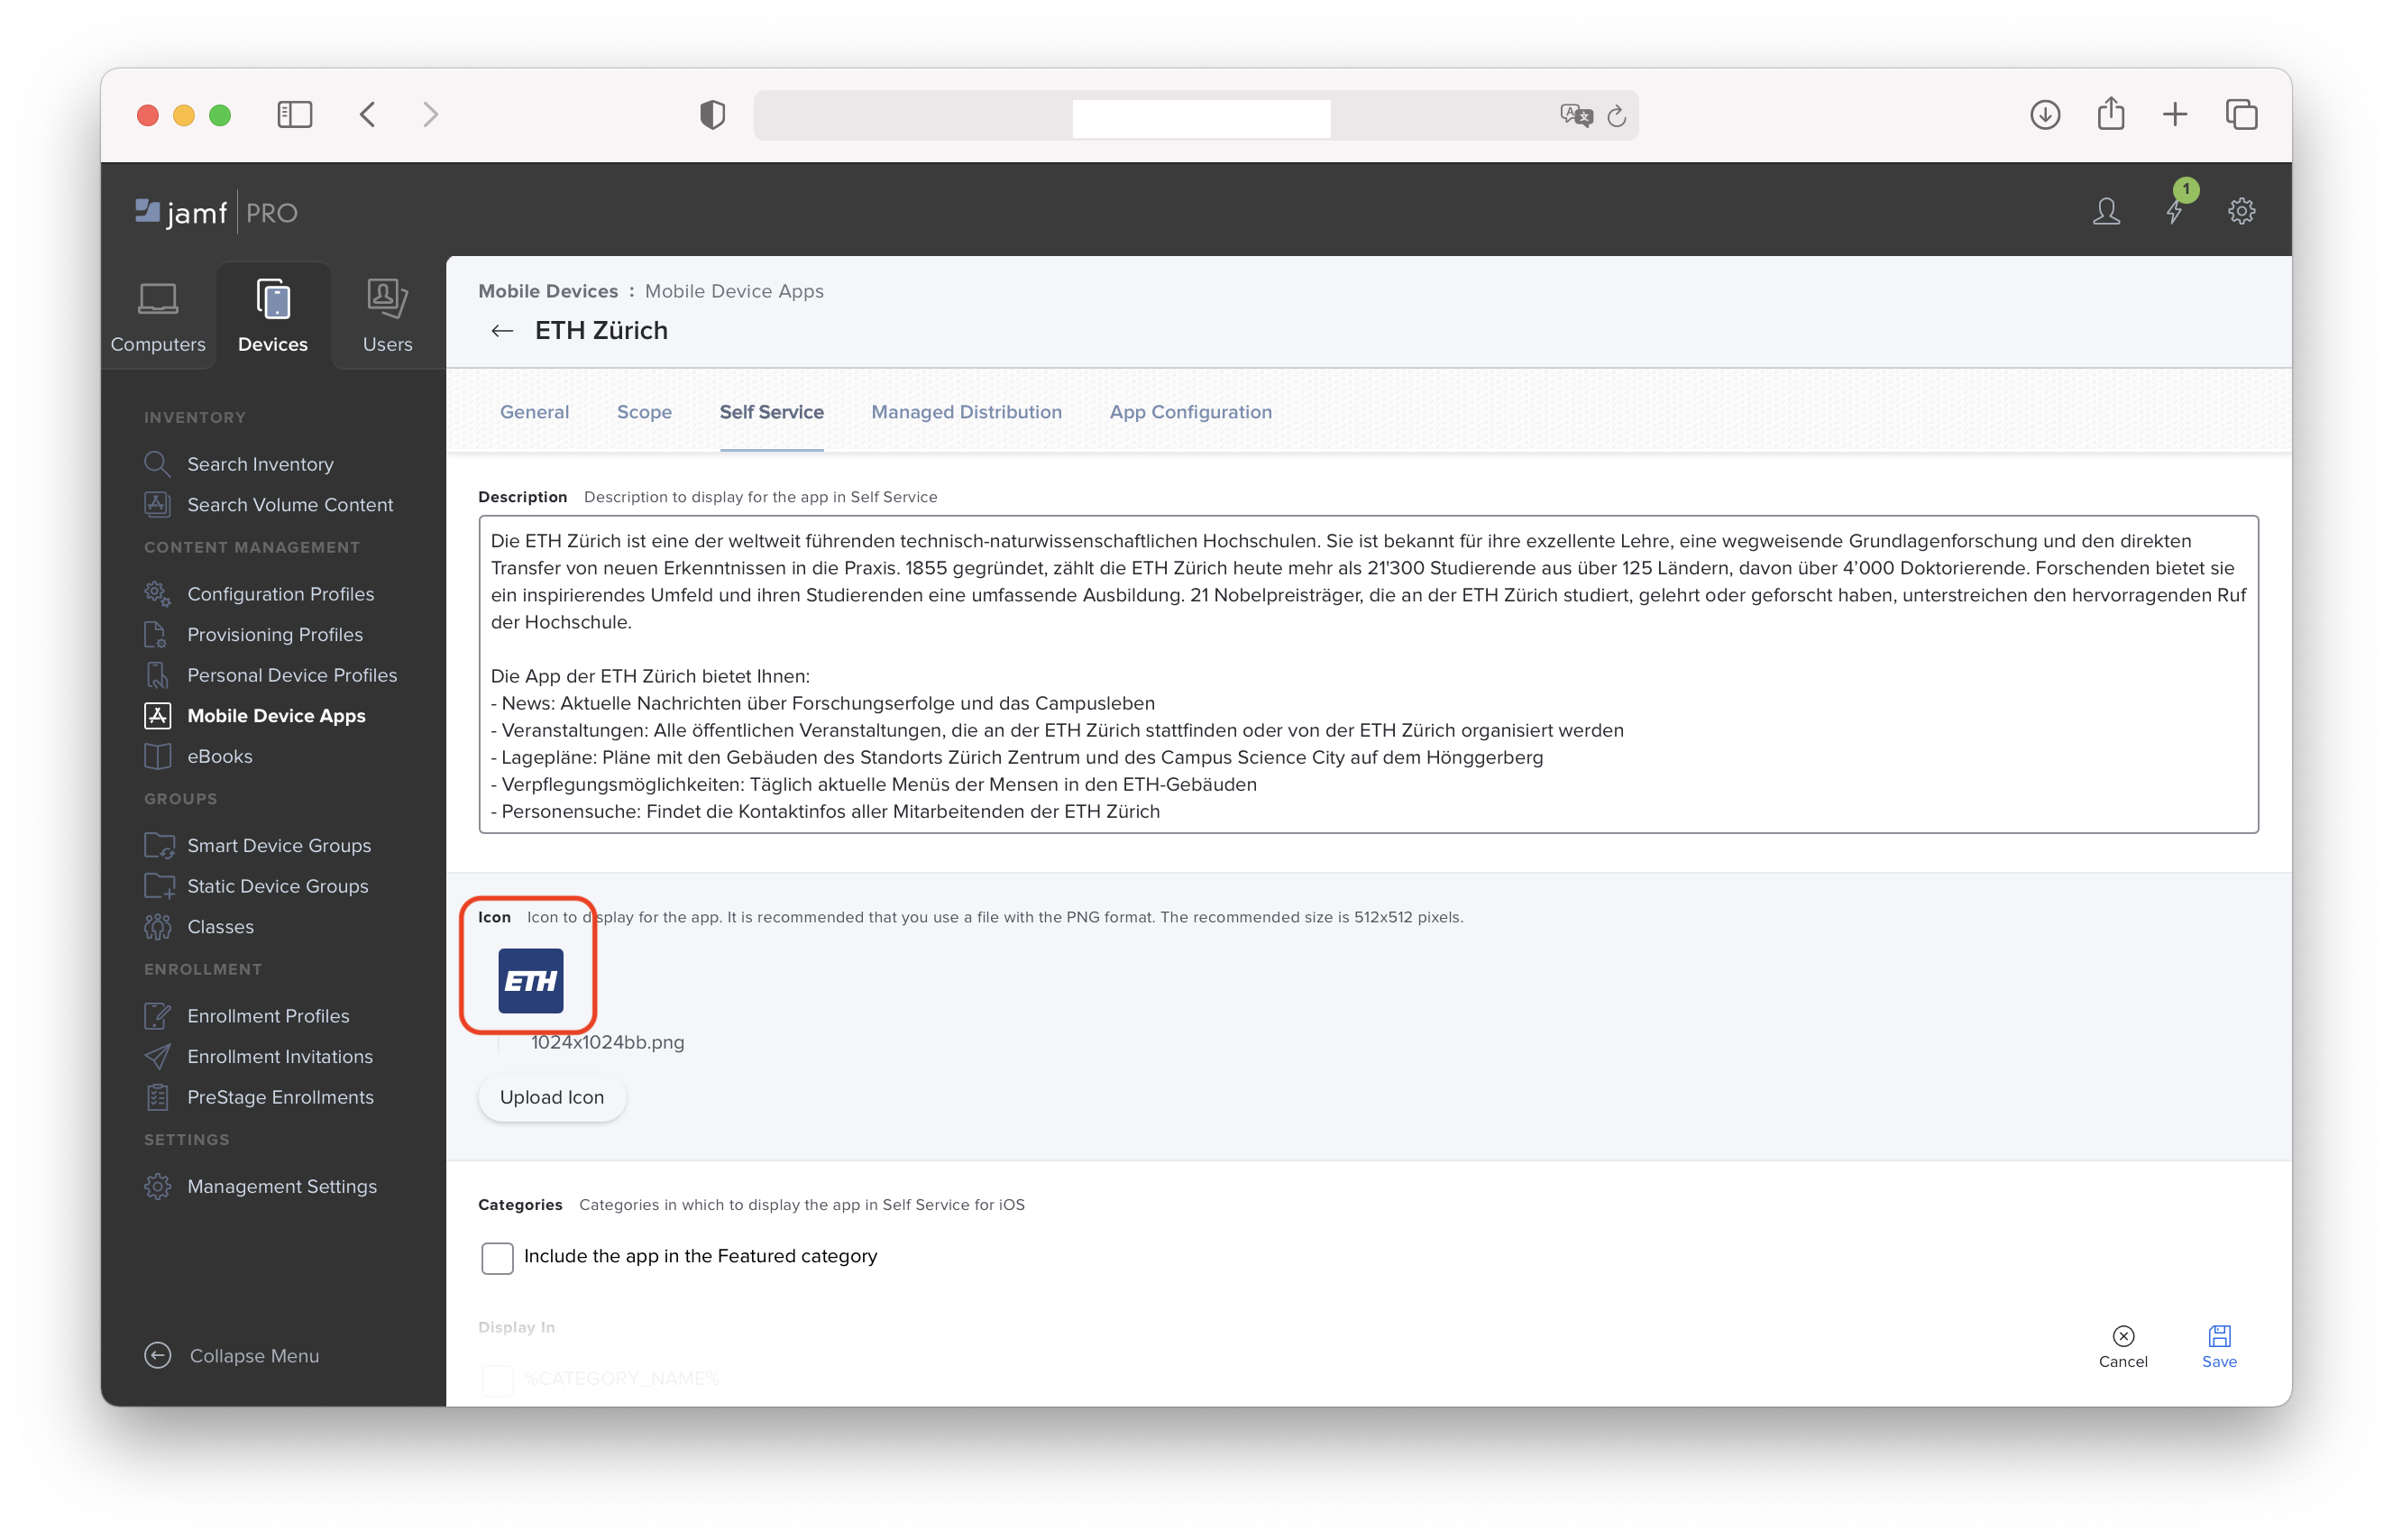 jamf PRO
1
Computers
Devices
Users
INVENTORY
Search Inventory
Search Volume Content
CONTENT MANAGEMENT
Configuration Profiles
Provisioning Profiles
Personal Device Profiles
Mobile Device Apps
eBooks
GROUPS
Smart Device Groups
Static Device Groups
Classes
ENROLLMENT
Enrollment Profiles
Enrollment Invitations
PreStage Enrollments
SETTINGS
Management Settings
Collapse Menu
Mobile Devices : Mobile Device Apps
ETH Zürich
General Scope Self Service Managed Distribution App Configuration
Description Description to display for the app in Self Service
Die ETH Zürich ist eine der weltweit führenden technisch-naturwissenschaftlichen Hochschulen. Sie ist bekannt für ihre exzellente Lehre, eine wegweisende Grundlagenforschung und den direkten
Transfer von neuen Erkenntnissen in die Praxis. 1855 gegründet, zählt die ETH Zürich heute mehr als 21'300 Studierende aus über 125 Ländern, davon über 4’000 Doktorierende. Forschenden bietet sie
ein inspirierendes Umfeld und ihren Studierenden eine umfassende Ausbildung. 21 Nobelpreisträger, die an der ETH Zürich studiert, gelehrt oder geforscht haben, unterstreichen den hervorragenden Ruf
der Hochschule.
Die App der ETH Zürich bietet Ihnen:
- News: Aktuelle Nachrichten über Forschungserfolge und das Campusleben
- Veranstaltungen: Alle öffentlichen Veranstaltungen, die an der ETH Zürich stattfinden oder von der ETH Zürich organisiert werden
- Lagepläne: Pläne mit den Gebäuden des Standorts Zürich Zentrum und des Campus Science City auf dem Hönggerberg
- Verpflegungsmöglichkeiten: Täglich aktuelle Menüs der Mensen in den ETH-Gebäuden
- Personensuche: Findet die Kontaktinfos aller Mitarbeitenden der ETH Zürich
Icon Icon to display for the app. It is recommended that you use a file with the PNG format. The recommended size is 512x512 pixels.
ETH
1024x1024bb.png
Upload Icon
Categories Categories in which to display the app in Self Service for iOS
Include the app in the Featured category
Display In
%CATEGORY_NAME%
Cancel
Save